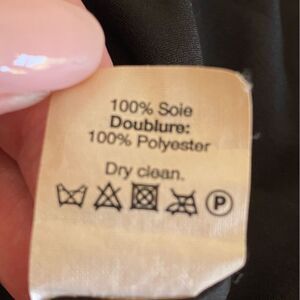 100% Soie
Doublure:
100% Polyester
Dry clean.
P